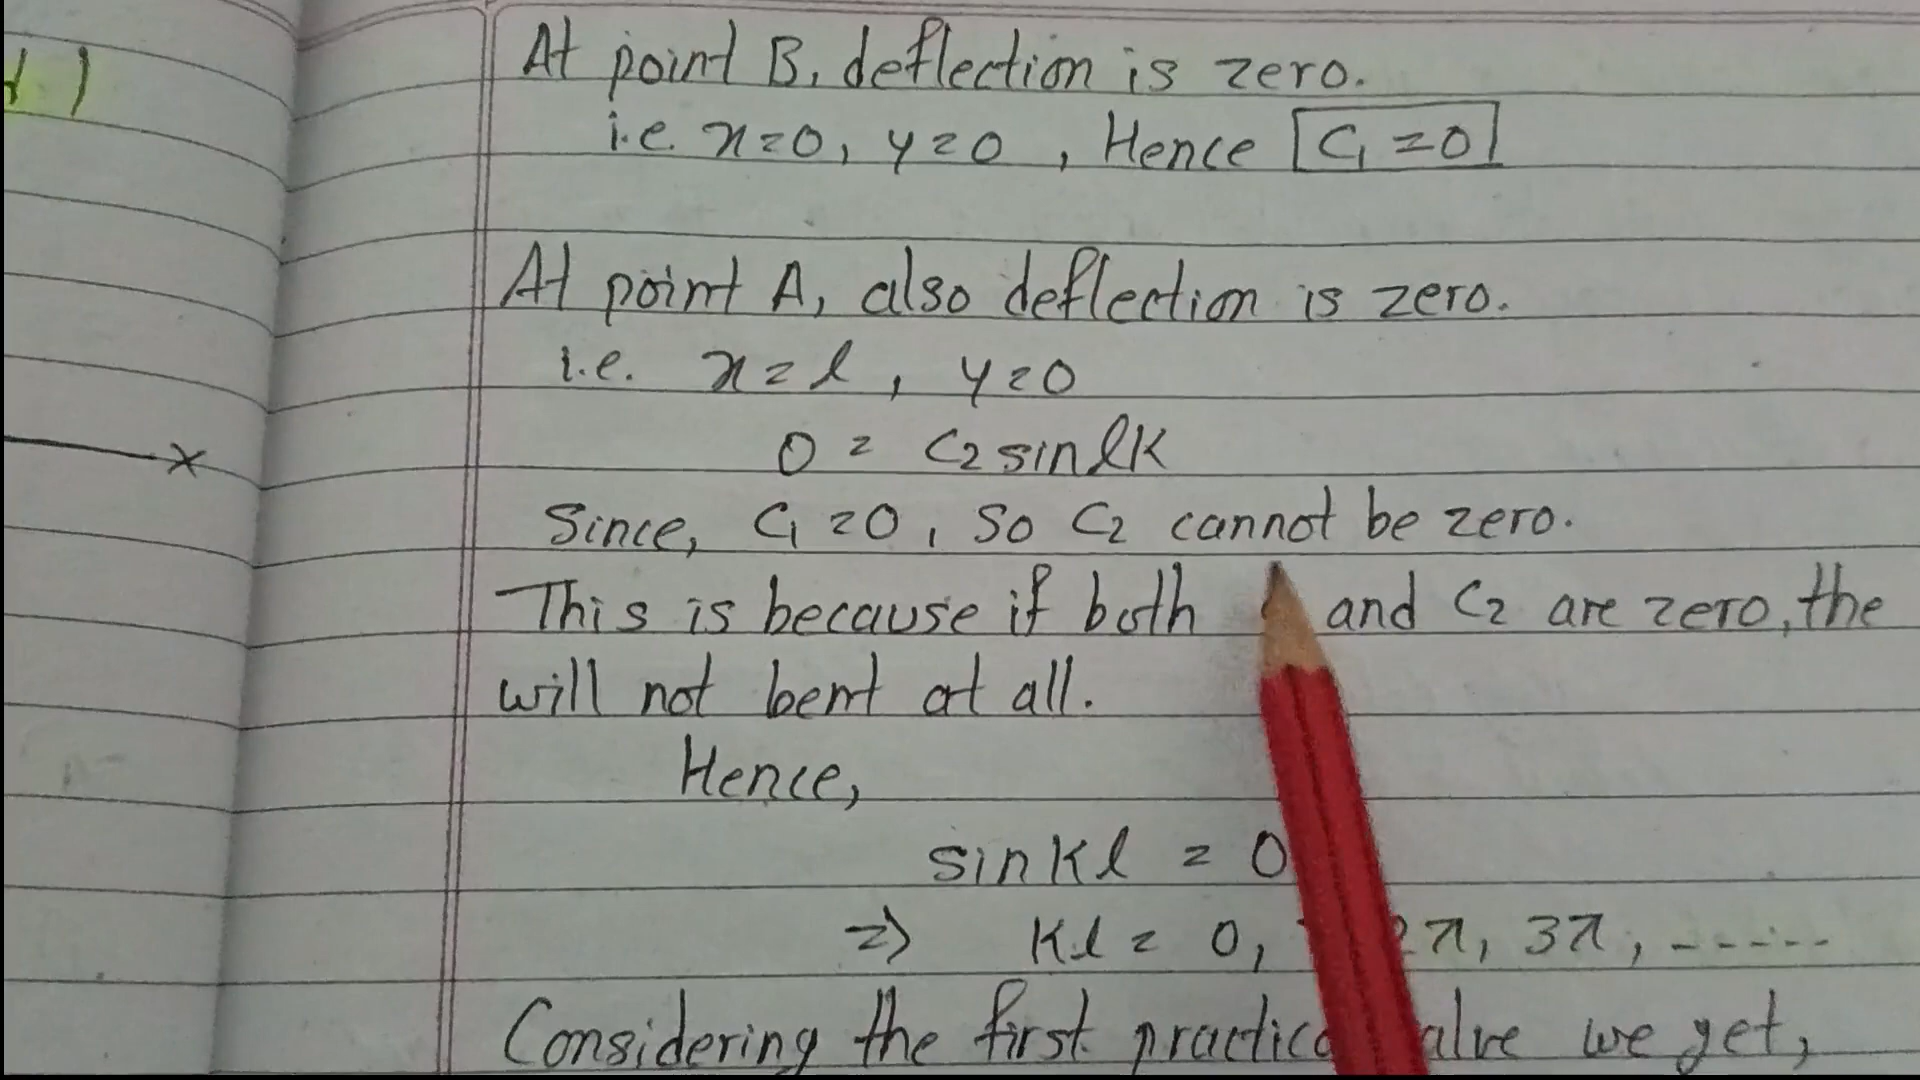 At point B, deflection is zero.
i.e. x=0, y=0, Hence C₁=0
At point A, also deflection is zero.
i.e. x=l, y=0
0 = C₂ sin lK
Since, C₁=0, So C₂ cannot be zero.
This is because if both and C₂ are zero, the
will not bent at all.
Hence,
sin Kl = 0
=> Kl = 0, 2π, 3π, ------
Considering the first we get,